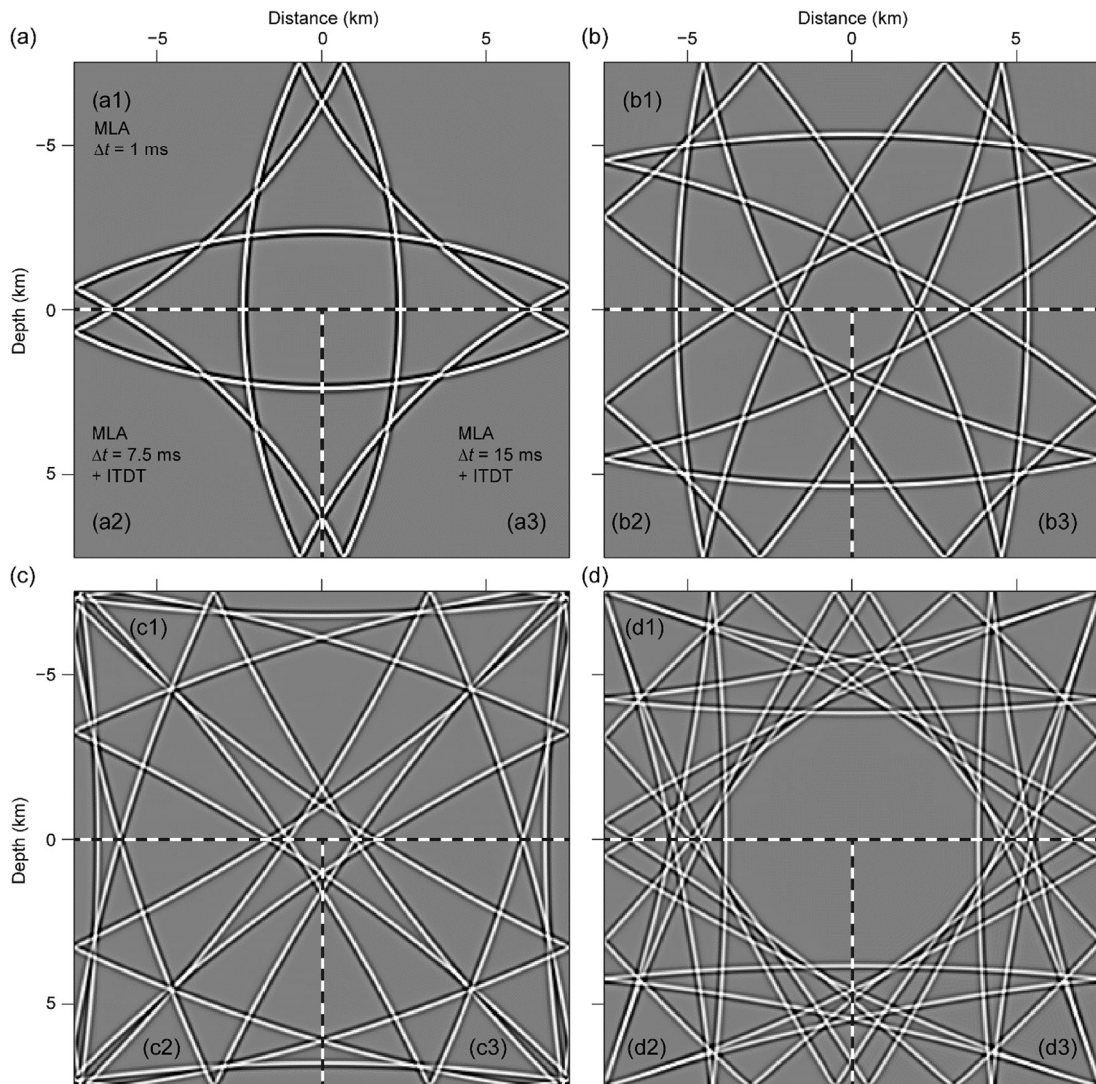 Distance (km)
Distance (km)
(a)
−5
0
5
(b)
−5
0
5
(a1)
MLA
Δt = 1 ms
(b1)
−5
Depth (km)
0
MLA
Δt = 7.5 ms
+ ITDT
MLA
Δt = 15 ms
+ ITDT
5
(a2)
(a3)
(b2)
(b3)
(c)
(d)
(c1)
(d1)
−5
Depth (km)
0
5
(c2)
(c3)
(d2)
(d3)